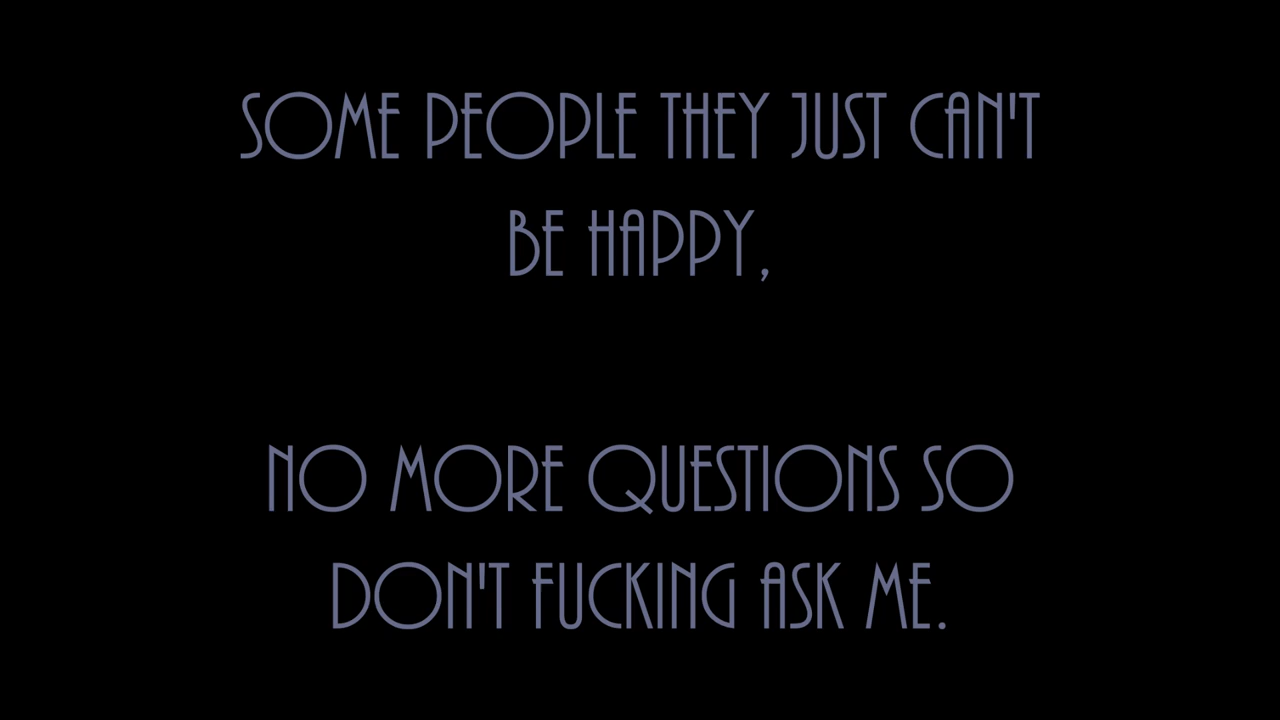 SOME PEOPLE THEY JUST CAN'T
BE HAPPY,
NO MORE QUESTIONS SO
DON'T FUCKING ASK ME.